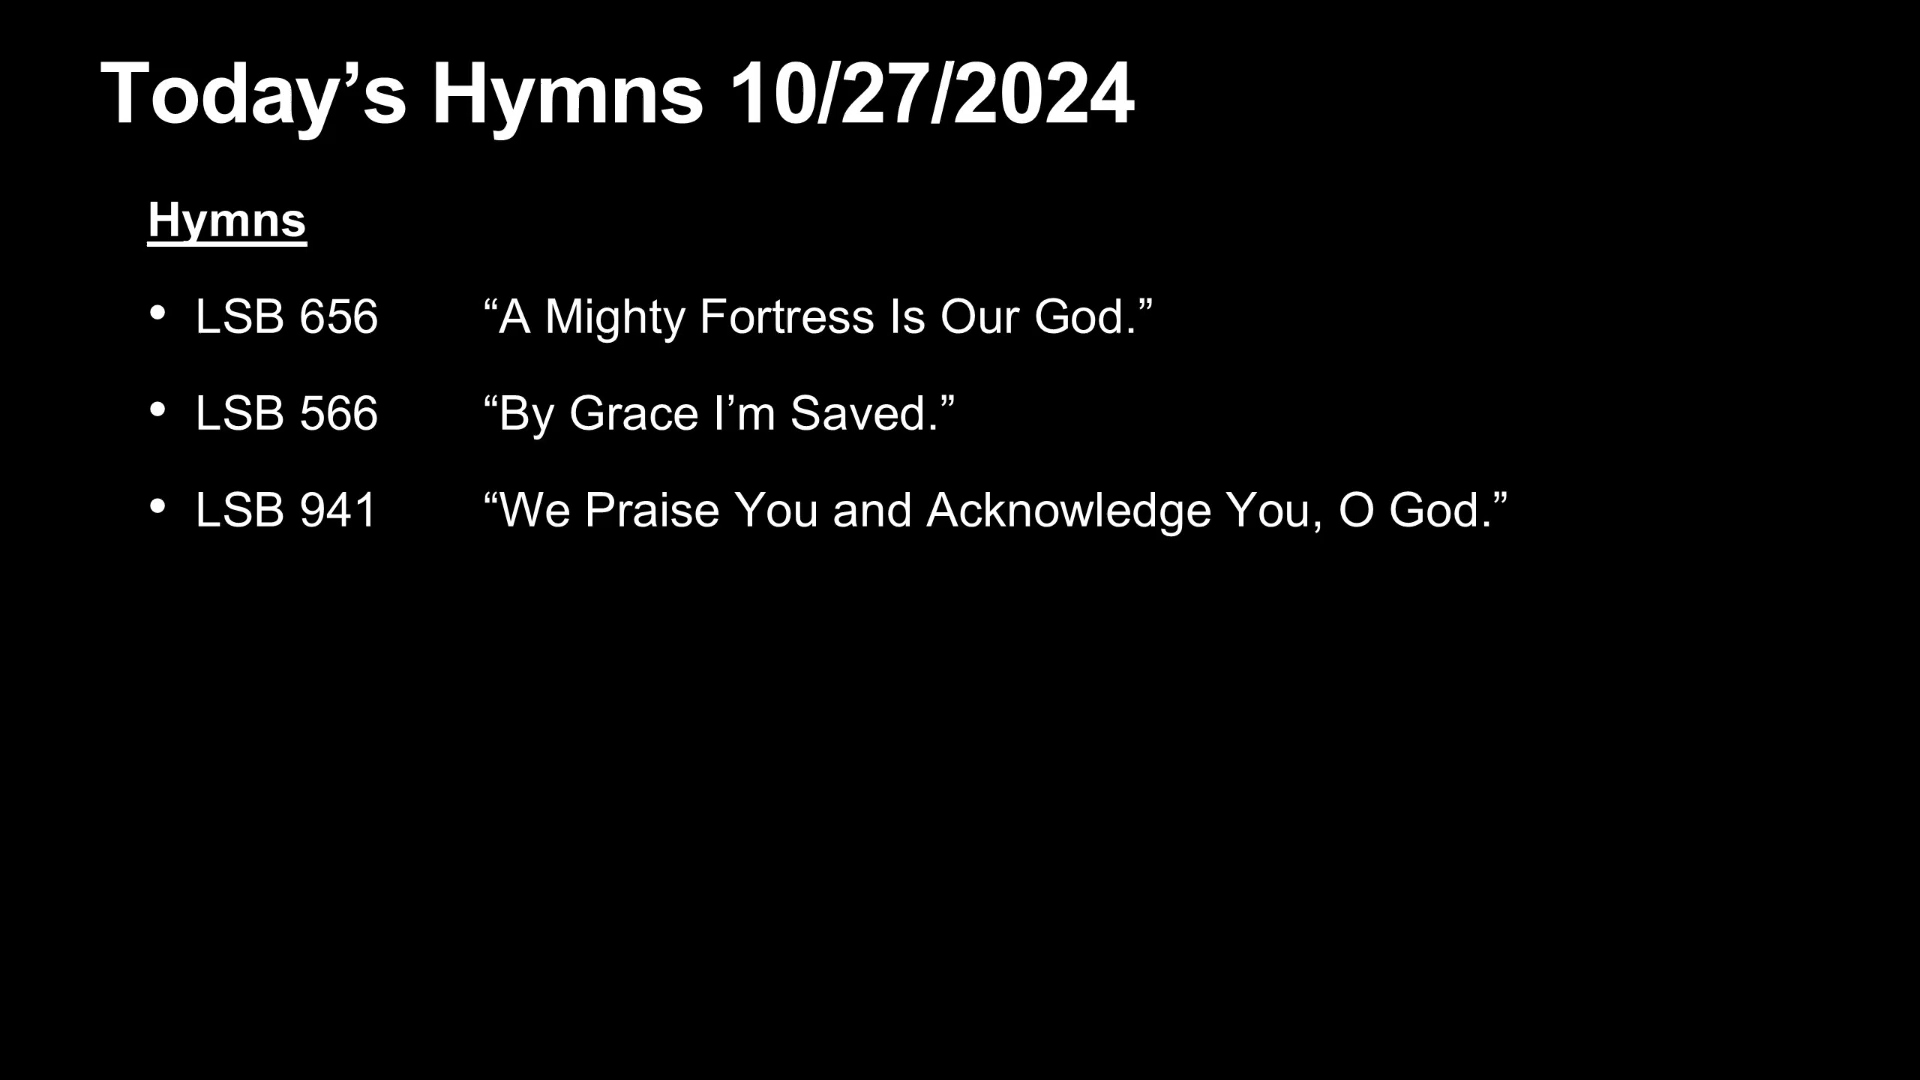 Today’s Hymns 10/27/2024
Hymns
• LSB 656 “A Mighty Fortress Is Our God.”
• LSB 566 “By Grace I’m Saved.”
• LSB 941 “We Praise You and Acknowledge You, O God.”